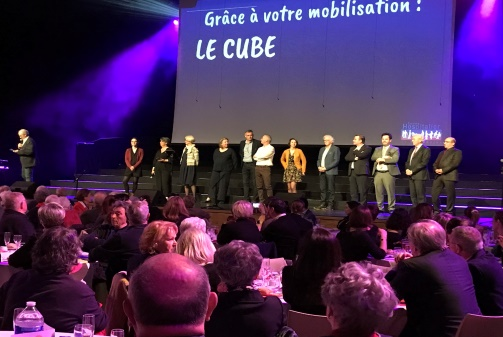 Grâce à votre mobilisation :
LE CUBE